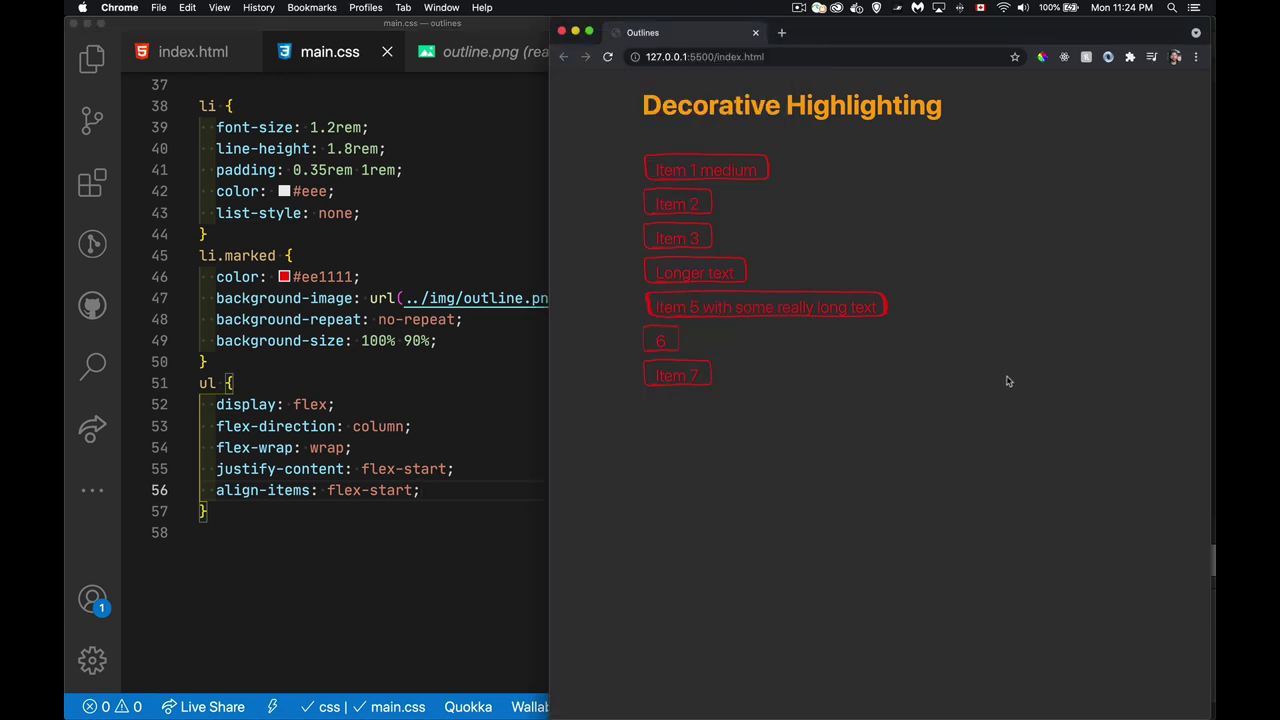 Chrome File Edit View History Bookmarks Profiles Tab Window Help 100% Mon 11:24 PM
main.css — outlines
index.html main.css outline.png (rea
37
38 li {
39 font-size: 1.2rem;
40 line-height: 1.8rem;
41 padding: 0.35rem 1rem;
42 color: #eee;
43 list-style: none;
44 }
45 li.marked {
46 color: #ee1111;
47 background-image: url(../img/outline.pn
48 background-repeat: no-repeat;
49 background-size: 100% 90%;
50 }
51 ul {
52 display: flex;
53 flex-direction: column;
54 flex-wrap: wrap;
55 justify-content: flex-start;
56 align-items: flex-start;
57 }
58
1
0 0 Live Share css | main.css Quokka Wallab
Outlines
127.0.0.1:5500/index.html
Decorative Highlighting
Item 1 medium
Item 2
Item 3
Longer text
Item 5 with some really long text
6
Item 7